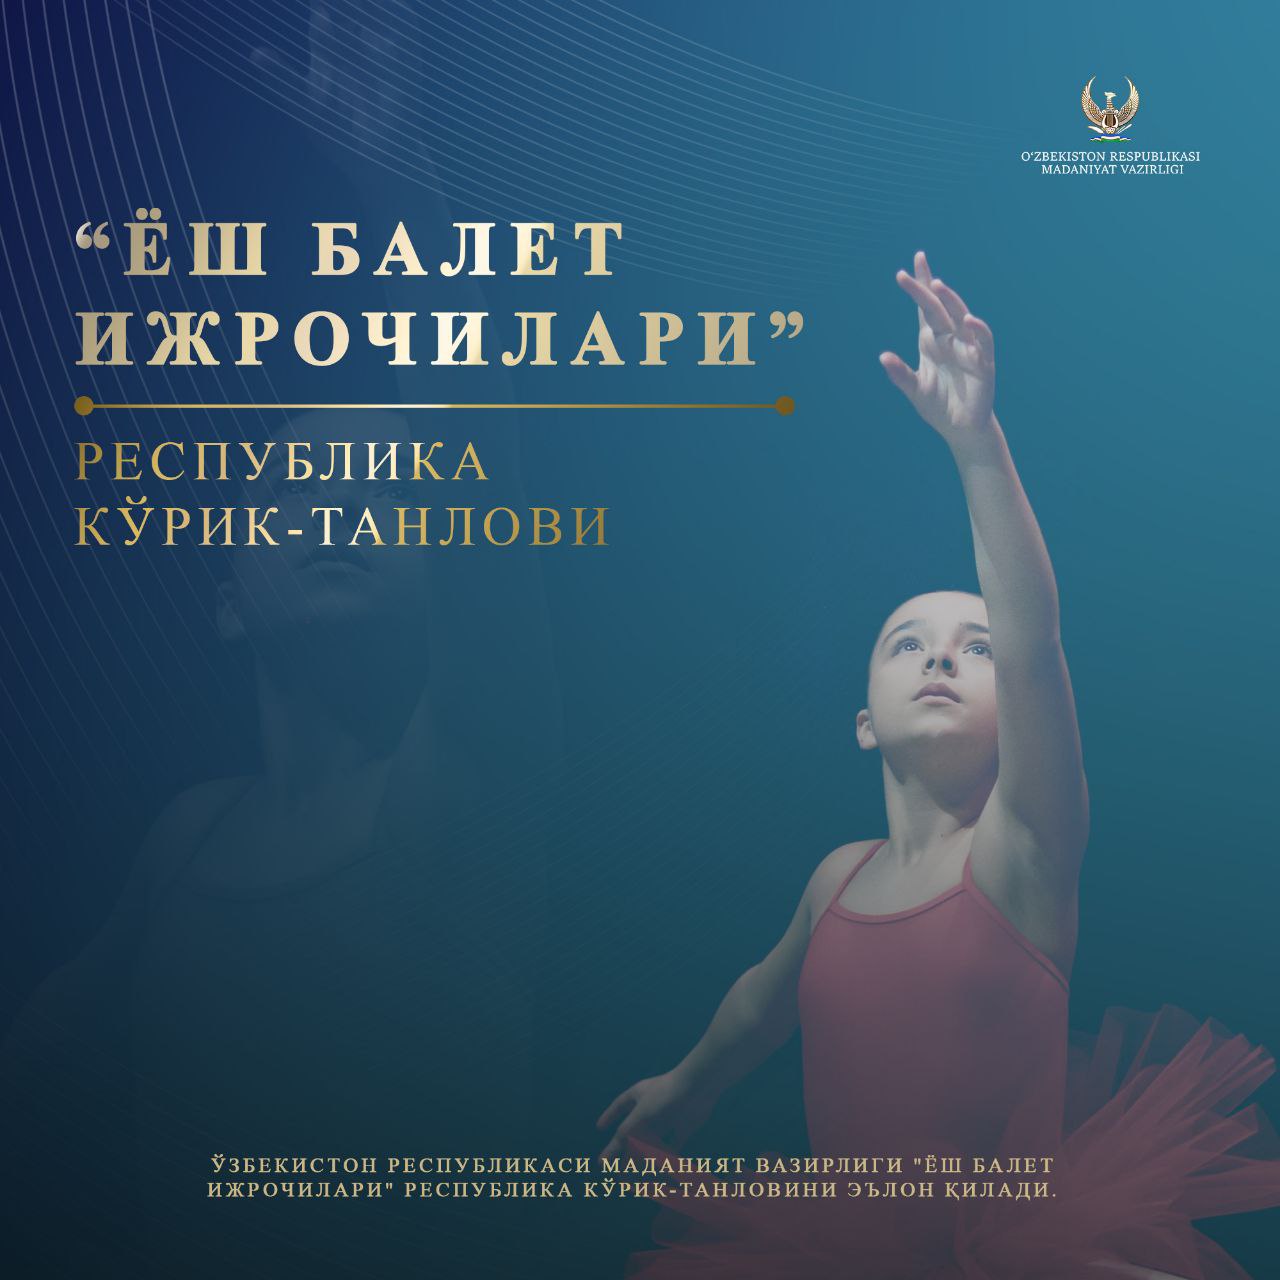 OʻZBEKISTON RESPUBLIKASI
MADANIYAT VAZIRLIGI
“ЁШ БАЛЕТ
ИЖРОЧИЛАРИ”
РЕСПУБЛИКА
КЎРИК-ТАНЛОВИ
ЎЗБЕКИСТОН РЕСПУБЛИКАСИ МАДАНИЯТ ВАЗИРЛИГИ "ЁШ БАЛЕТ
ИЖРОЧИЛАРИ" РЕСПУБЛИКА КЎРИК-ТАНЛОВИНИ ЭЪЛОН ҚИЛАДИ.